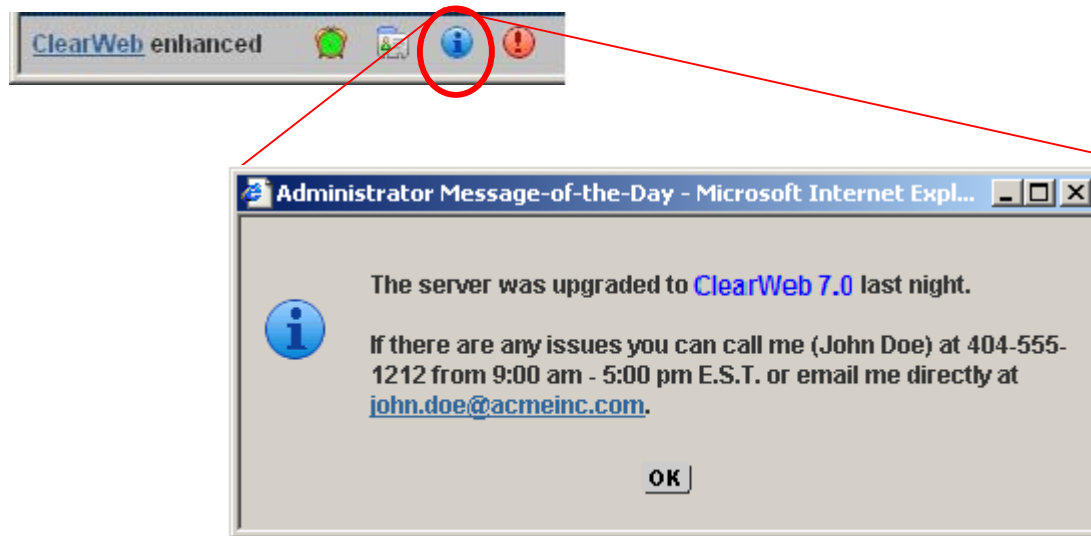 ClearWeb enhanced
Administrator Message-of-the-Day - Microsoft Internet Expl...
The server was upgraded to ClearWeb 7.0 last night.
If there are any issues you can call me (John Doe) at 404-555-
1212 from 9:00 am - 5:00 pm E.S.T. or email me directly at
john.doe@acmeinc.com.
OK